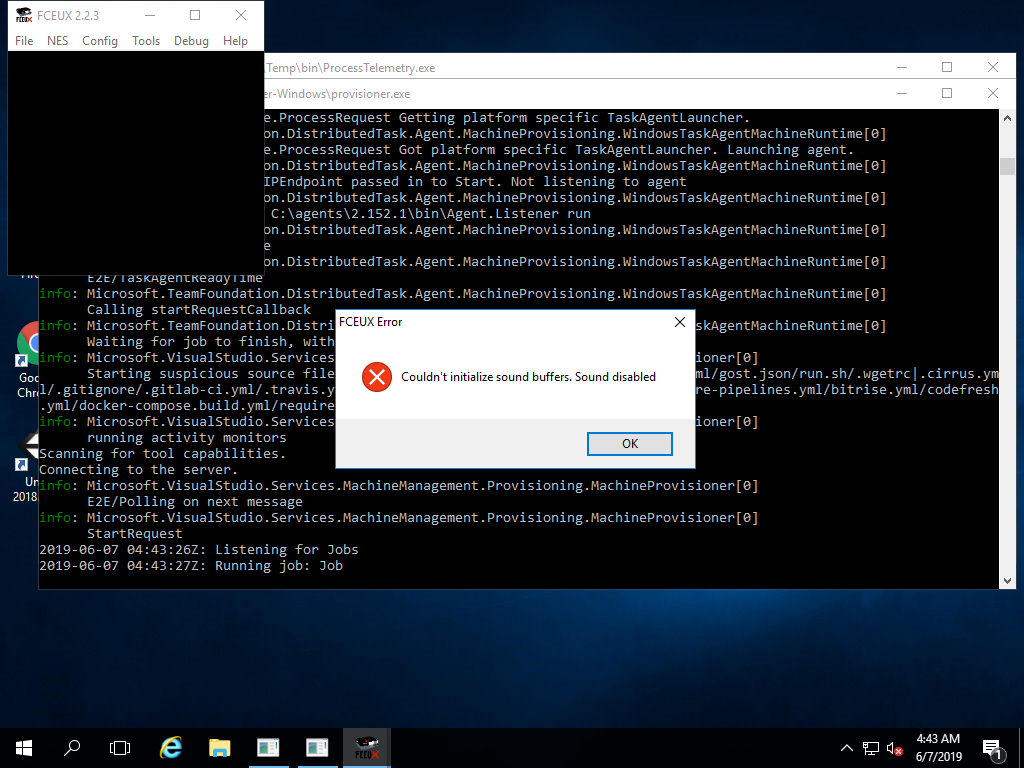 FCEUX 2.2.3
File NES Config Tools Debug Help
\Temp\bin\ProcessTelemetry.exe
er-Windows\provisioner.exe
e.ProcessRequest Getting platform specific TaskAgentLauncher.
on.DistributedTask.Agent.MachineProvisioning.WindowsTaskAgentMachineRuntime[0]
e.ProcessRequest Got platform specific TaskAgentLauncher. Launching agent.
on.DistributedTask.Agent.MachineProvisioning.WindowsTaskAgentMachineRuntime[0]
IPEndpoint passed in to Start. Not listening to agent
on.DistributedTask.Agent.MachineProvisioning.WindowsTaskAgentMachineRuntime[0]
C:\agents\2.152.1\bin\Agent.Listener run
on.DistributedTask.Agent.MachineProvisioning.WindowsTaskAgentMachineRuntime[0]
e
on.DistributedTask.Agent.MachineProvisioning.WindowsTaskAgentMachineRuntime[0]
E2E/TaskAgentReadyTime
info: Microsoft.TeamFoundation.DistributedTask.Agent.MachineProvisioning.WindowsTaskAgentMachineRuntime[0]
Calling startRequestCallback
info: Microsoft.TeamFoundation.Distri
skAgentMachineRuntime[0]
Waiting for job to finish, with
info: Microsoft.VisualStudio.Services
sioner[0]
Starting suspicious source file
ml/gost.json/run.sh/.wgetrc|.cirrus.ym
l/.gitignore/.gitlab-ci.yml/.travis.y
re-pipelines.yml/bitrise.yml/codefresh
.yml/docker-compose.build.yml/require
info: Microsoft.VisualStudio.Services
sioner[0]
running activity monitors
Scanning for tool capabilities.
Connecting to the server.
info: Microsoft.VisualStudio.Services.MachineManagement.Provisioning.MachineProvisioner[0]
E2E/Polling on next message
info: Microsoft.VisualStudio.Services.MachineManagement.Provisioning.MachineProvisioner[0]
StartRequest
2019-06-07 04:43:26Z: Listening for Jobs
2019-06-07 04:43:27Z: Running job: Job
FCEUX Error
Couldn't initialize sound buffers. Sound disabled
OK
Goo
Chr
Un
2018
4:43 AM
6/7/2019
1